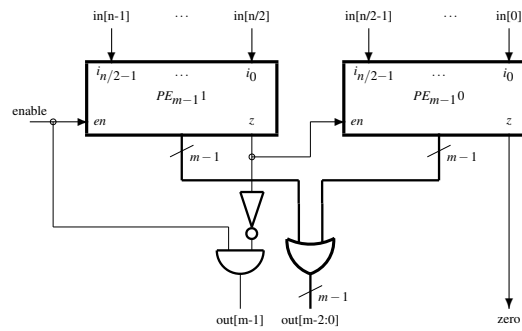 in[n-1] ... in[n/2] in[n/2-1] ... in[0]
i_{n/2−1} ... i_0 i_{n/2−1} ... i_0
PE_{m−1}1 PE_{m−1}0
enable en z en z
m−1 m−1
m−1
out[m-1] out[m-2:0] zero